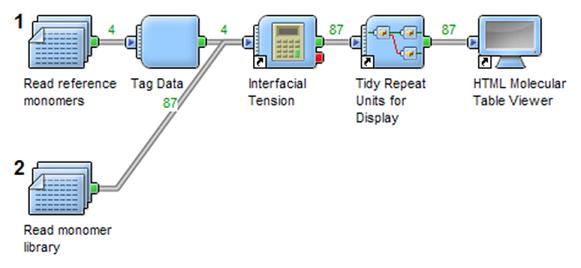 1
4
4
87
87
Read reference
monomers
Tag Data
Interfacial
Tension
Tidy Repeat
Units for
Display
HTML Molecular
Table Viewer
87
2
Read monomer
library